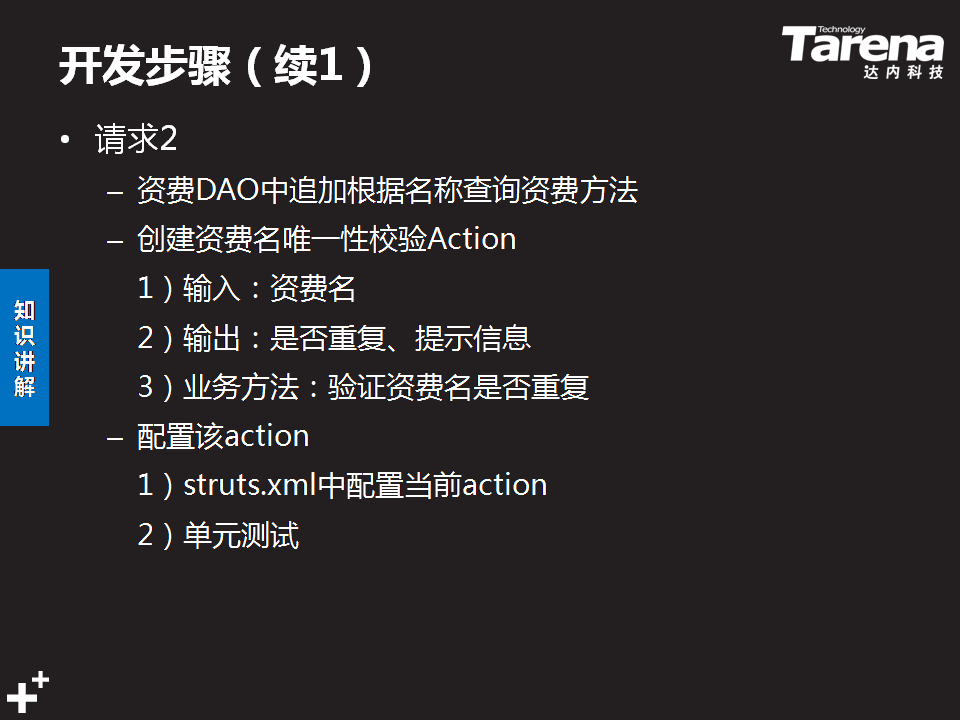 开发步骤（续1）
Technology
Tarena
达内科技
• 请求2
– 资费DAO中追加根据名称查询资费方法
– 创建资费名唯一性校验Action
1）输入：资费名
2）输出：是否重复、提示信息
3）业务方法：验证资费名是否重复
– 配置该action
1）struts.xml中配置当前action
2）单元测试
知识讲解